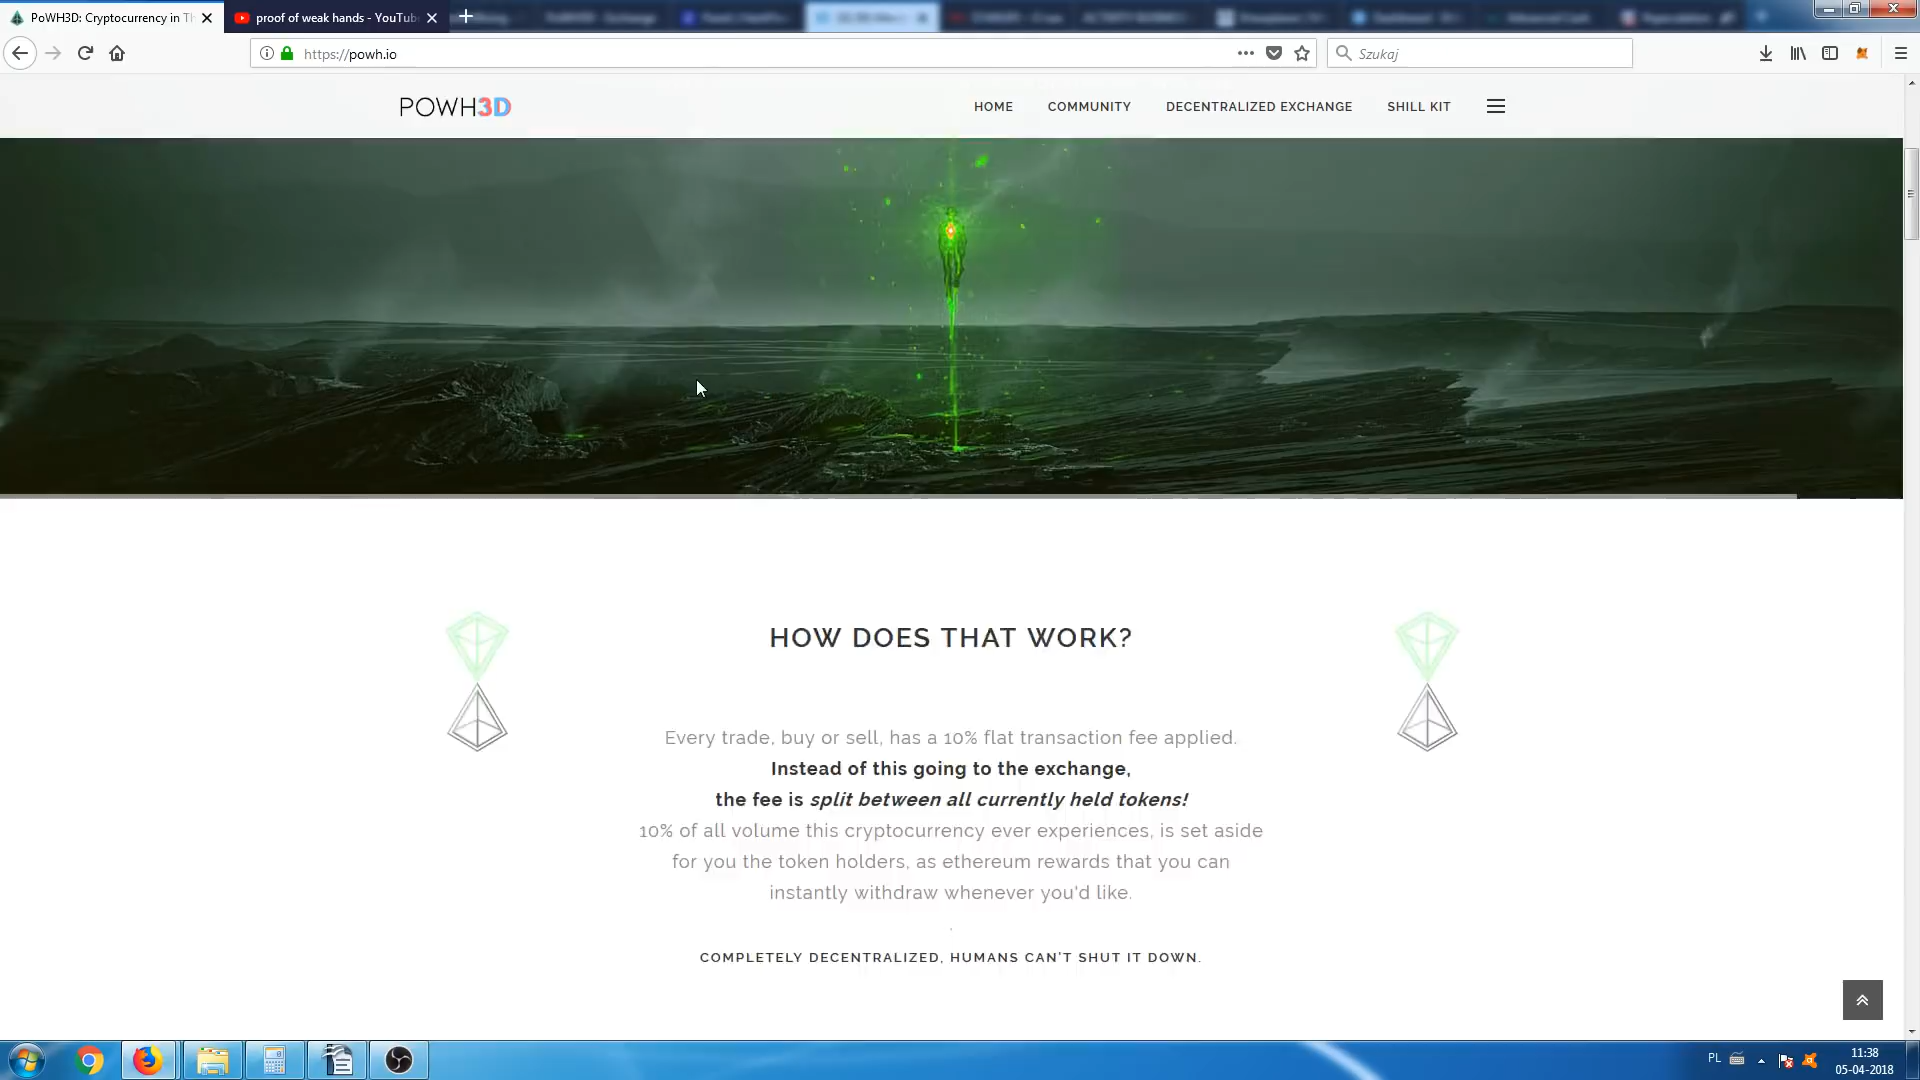 PoWH3D: Cryptocurrency in Th
proof of weak hands - YouTub
https://powh.io
Szukaj
POWH3D
HOME COMMUNITY DECENTRALIZED EXCHANGE SHILL KIT
HOW DOES THAT WORK?
Every trade, buy or sell, has a 10% flat transaction fee applied.
Instead of this going to the exchange,
the fee is split between all currently held tokens!
10% of all volume this cryptocurrency ever experiences, is set aside
for you the token holders, as ethereum rewards that you can
instantly withdraw whenever you'd like.
.
COMPLETELY DECENTRALIZED, HUMANS CAN'T SHUT IT DOWN.
PL
11:38
05-04-2018